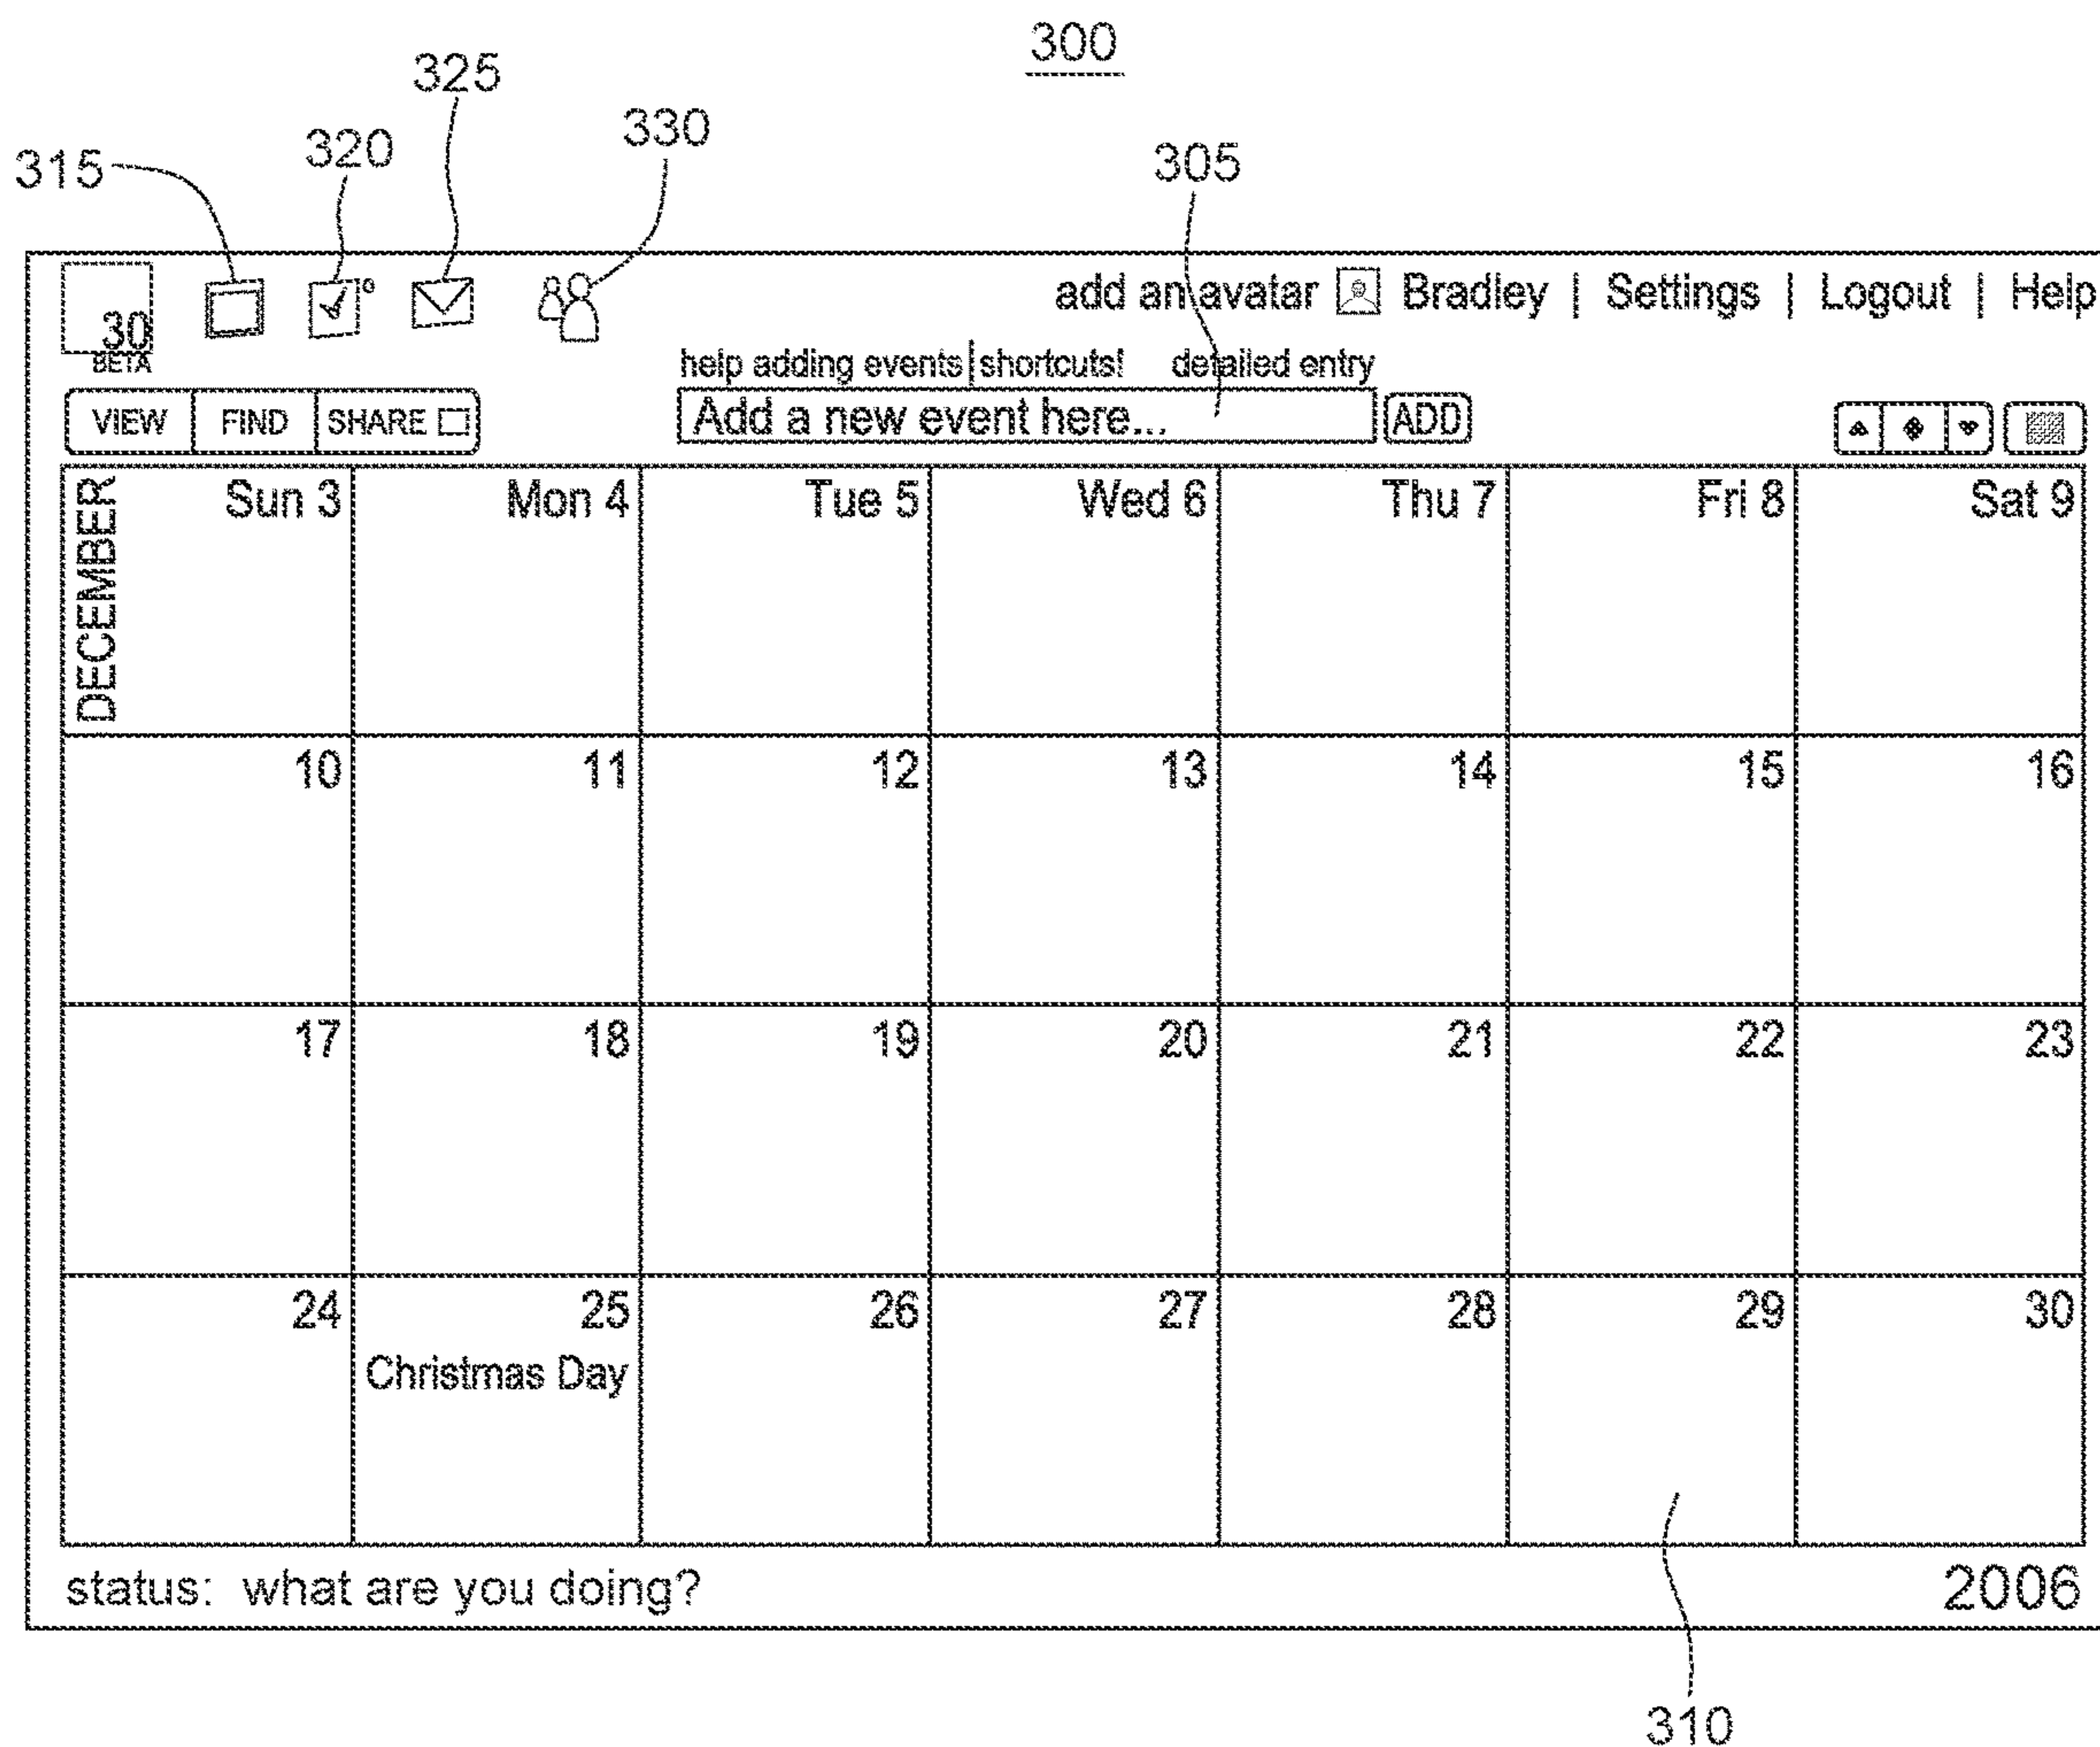 300
325
330
320
305
315
add an avatar Bradley | Settings | Logout | Help
30
BETA
help adding events | shortcuts! detailed entry
VIEW FIND SHARE
Add a new event here... ADD
DECEMBER
Sun 3 Mon 4 Tue 5 Wed 6 Thu 7 Fri 8 Sat 9
10 11 12 13 14 15 16
17 18 19 20 21 22 23
24 25 26 27 28 29 30
Christmas Day
status: what are you doing? 2006
310